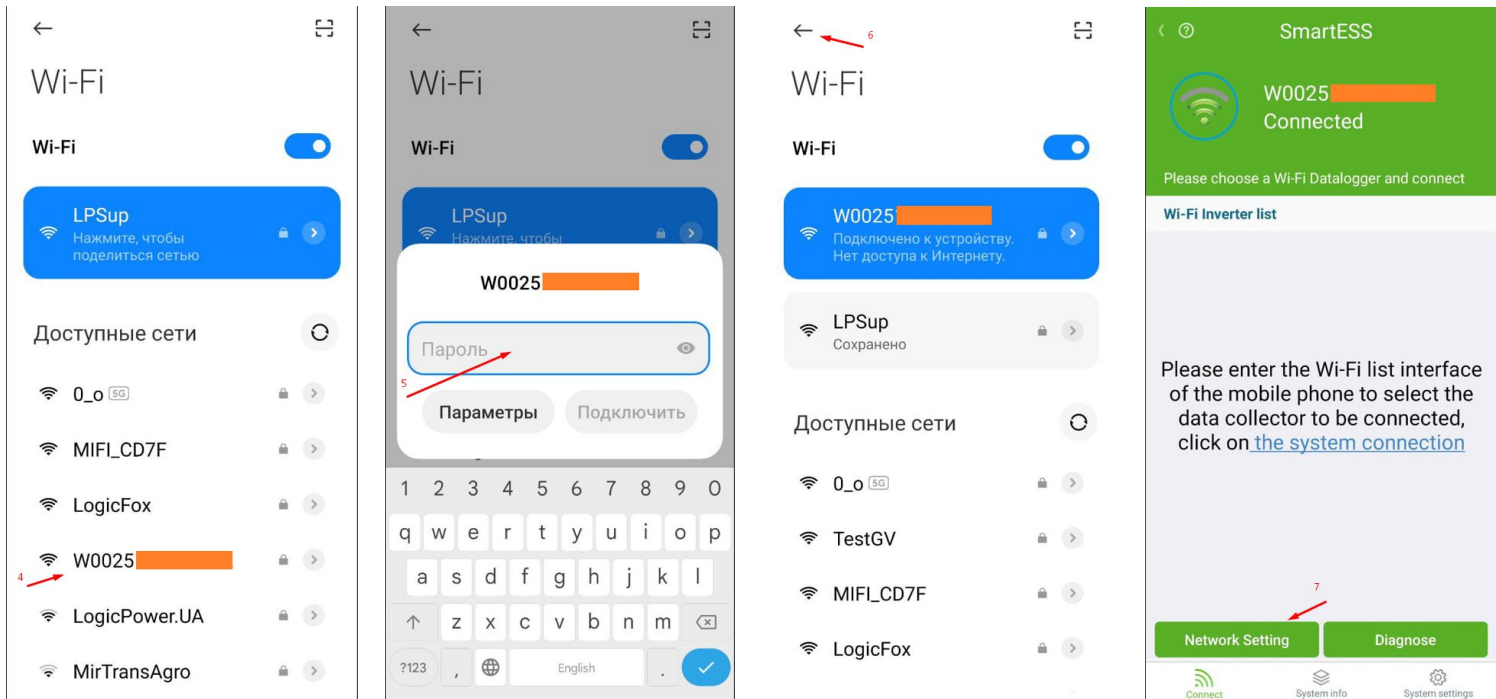 Wi-Fi
Wi-Fi
LPSup
Нажмите, чтобы
поделиться сетью
Доступные сети
0_o 5G
MIFI_CD7F
LogicFox
4
W0025
LogicPower.UA
MirTransAgro
Wi-Fi
Wi-Fi
LPSup
Нажмите, чтобы
W0025
Пароль
5
Параметры
Подключить
1 2 3 4 5 6 7 8 9 0
q w e r t y u i o p
a s d f g h j k l
z x c v b n m
?123 , English .
6
Wi-Fi
Wi-Fi
W0025
Подключено к устройству.
Нет доступа к Интернету.
LPSup
Сохранено
Доступные сети
0_o 5G
TestGV
MIFI_CD7F
LogicFox
SmartESS
W0025
Connected
Please choose a Wi-Fi Datalogger and connect
Wi-Fi Inverter list
Please enter the Wi-Fi list interface
of the mobile phone to select the
data collector to be connected,
click on the system connection
7
Network Setting
Diagnose
Connect
System info
System settings